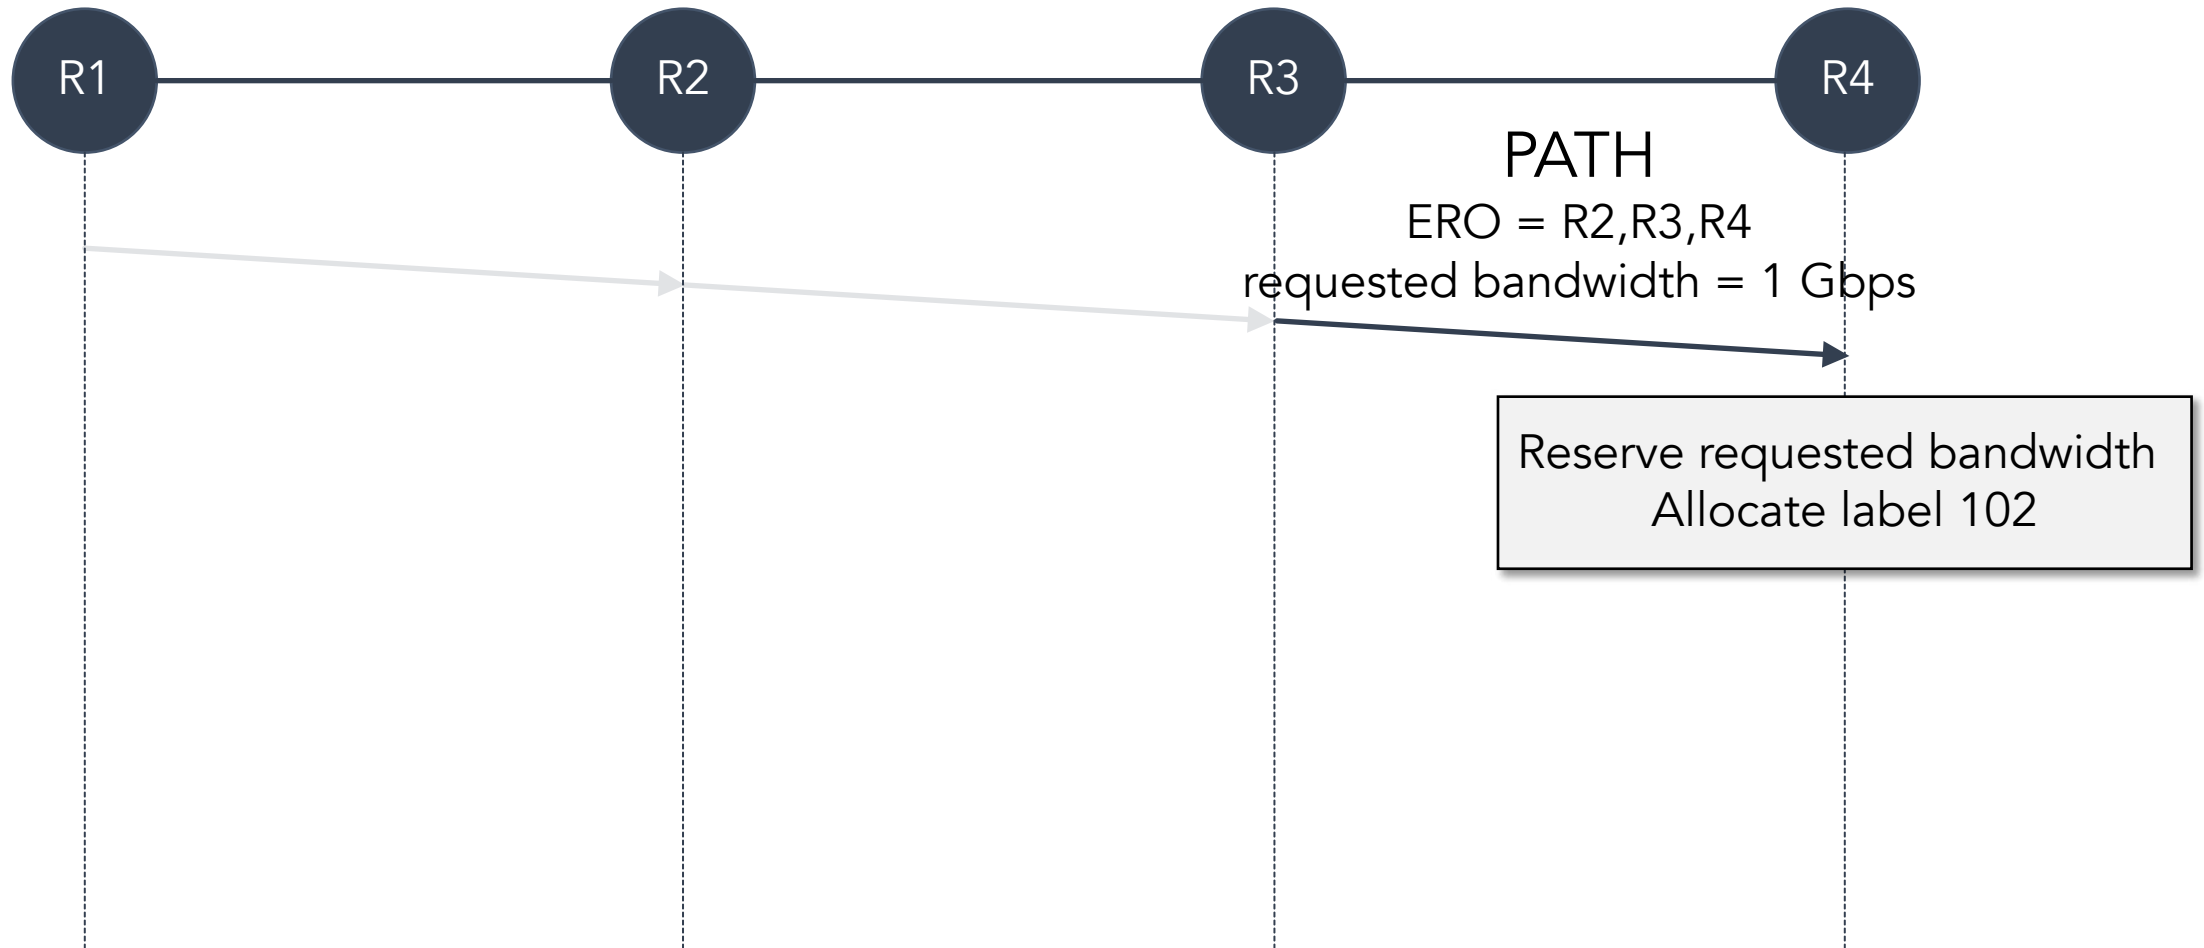 R1
R2
R3
R4
PATH
ERO = R2,R3,R4
requested bandwidth = 1 Gbps
Reserve requested bandwidth
Allocate label 102